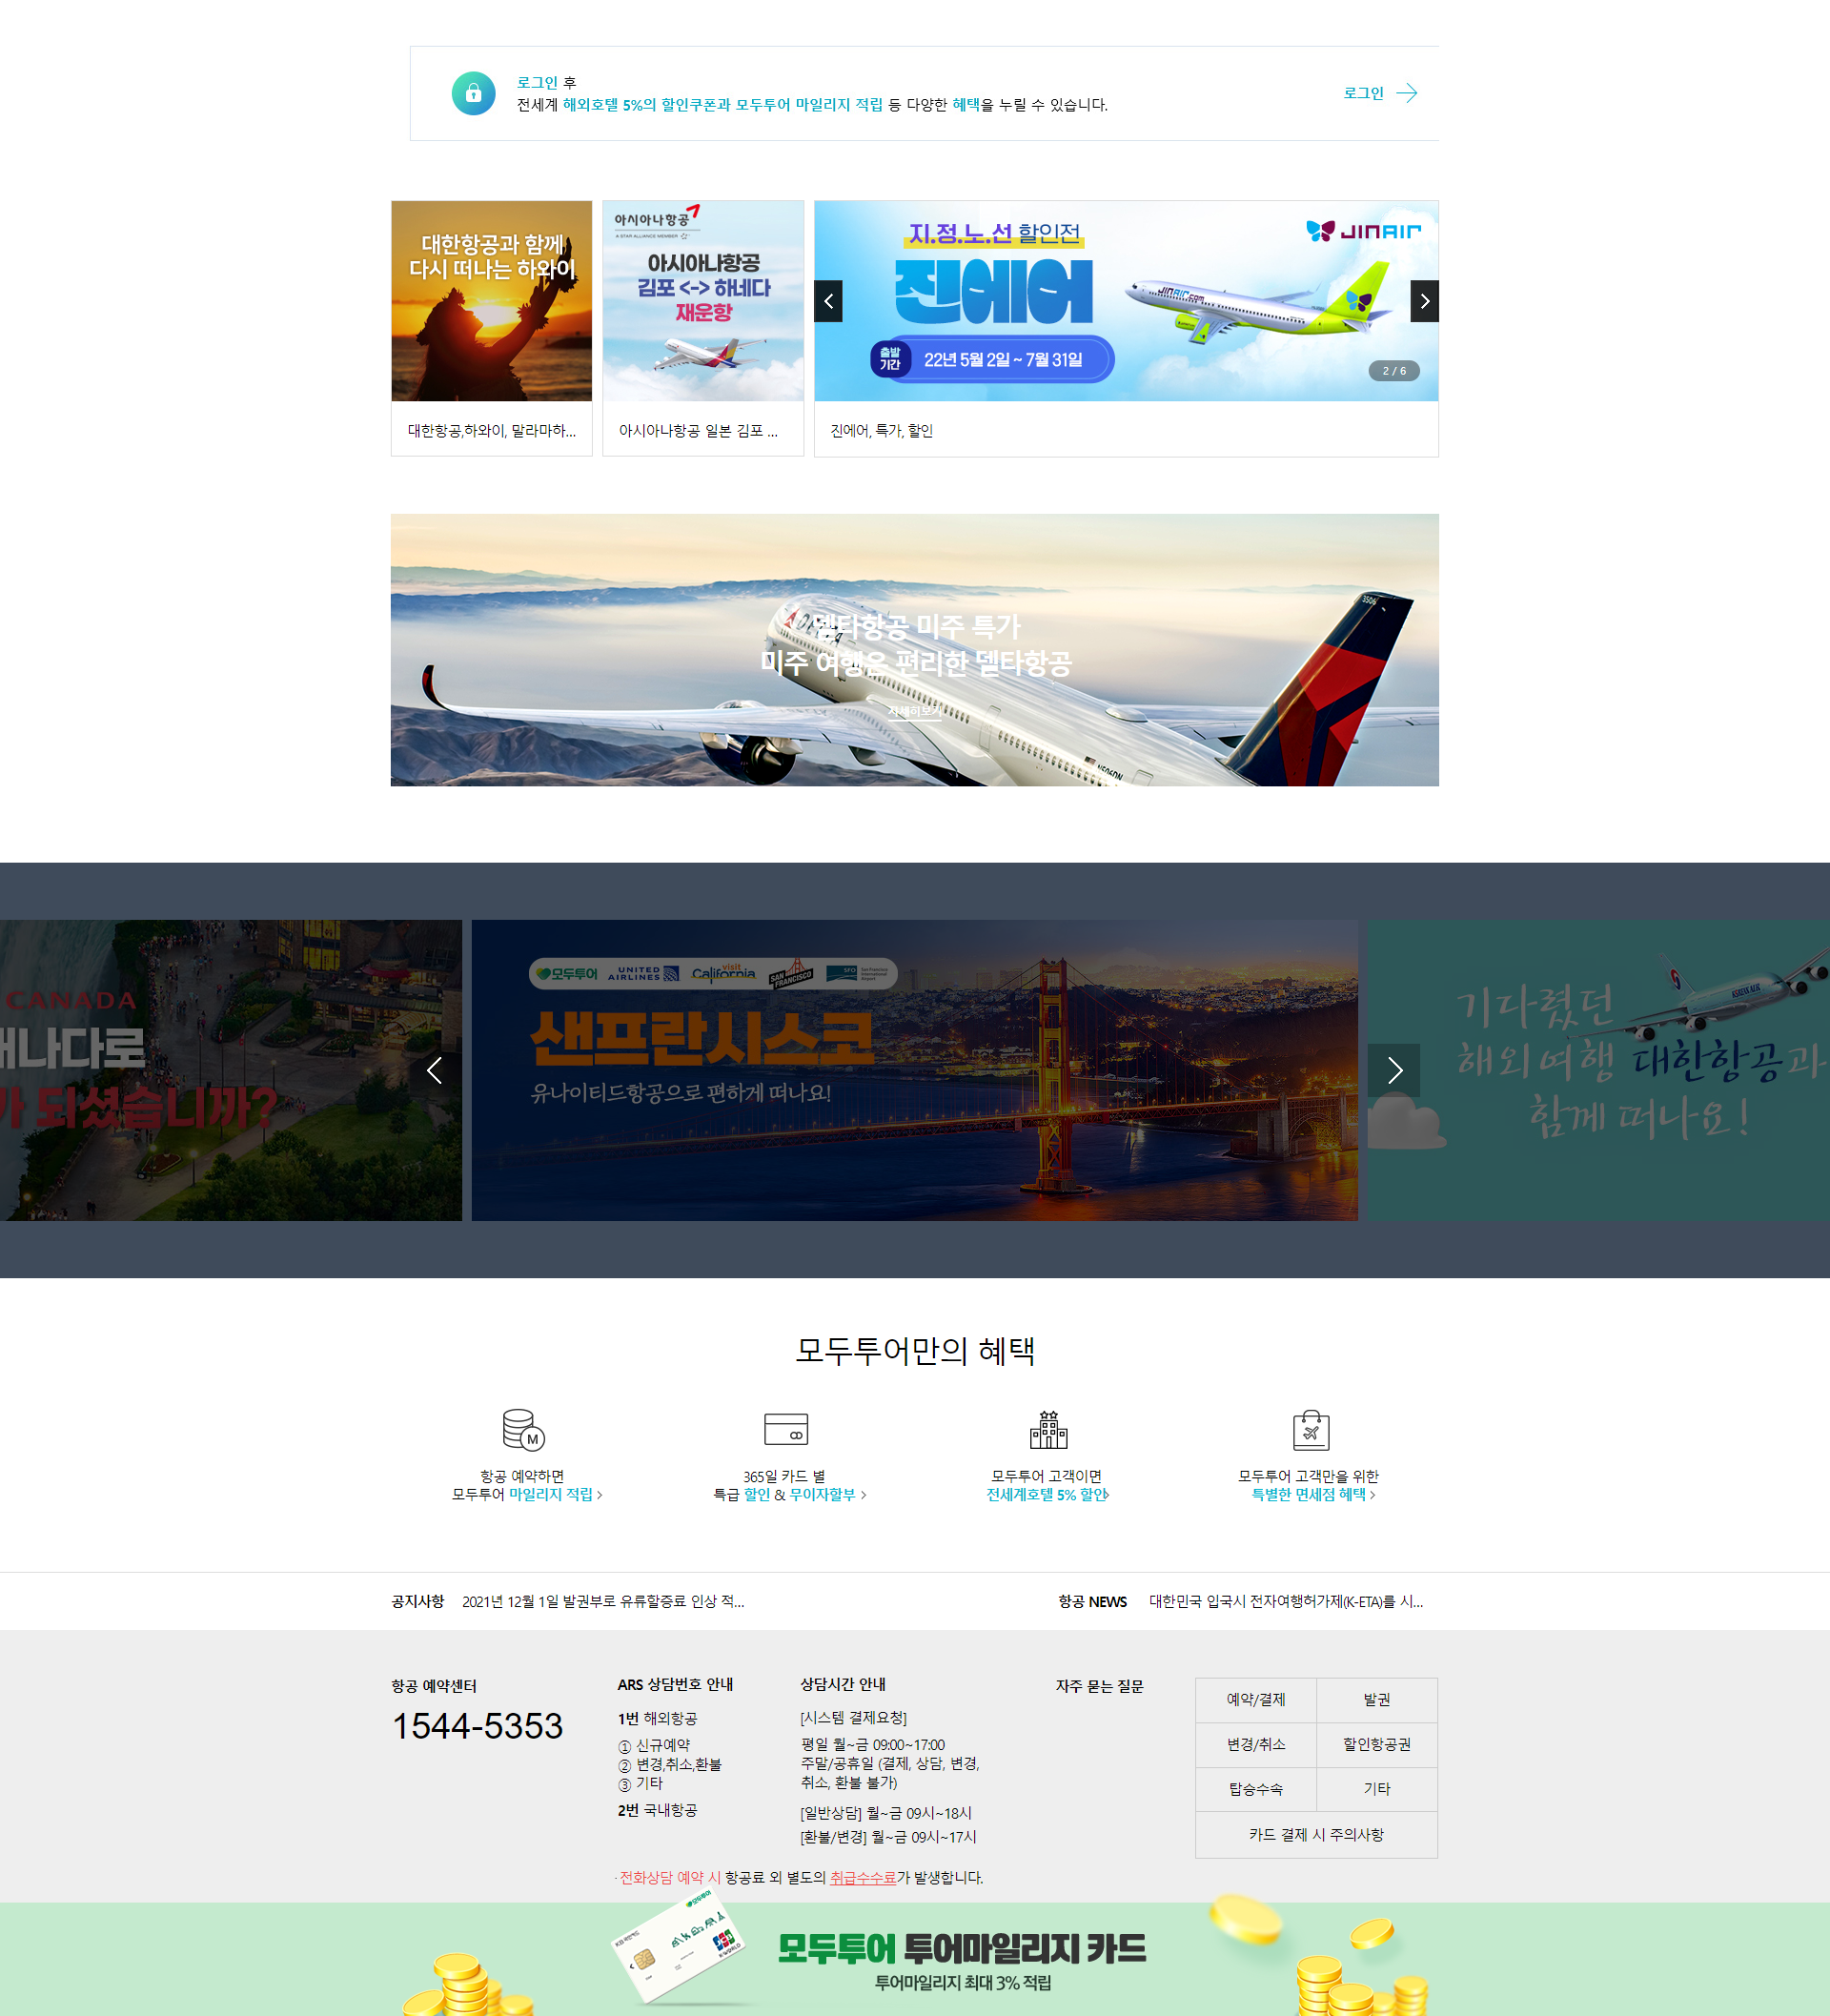 로그인 후
전세계 해외호텔 5%의 할인쿠폰과 모두투어 마일리지 적립 등 다양한 혜택을 누릴 수 있습니다.
로그인
대한항공과 함께
다시 떠나는 하와이
대한항공,하와이, 말라마하...
아시아나항공
A STAR ALLIANCE MEMBER
아시아나항공
김포 <-> 하네다
재운항
아시아나항공 일본 김포 ...
지.정.노.선 할인전
진에어
출발
기간
22년 5월 2일 ~ 7월 31일
JIN AIR
JINAIR.com
2 / 6
진에어, 특가, 할인
델타항공 미주 특가
미주 여행은 편리한 델타항공
자세히보기
3506
CANADA
캐나다로
가 되셨습니까?
모두투어
UNITED
AIRLINES
visit
California
SAN
FRANCISCO
SFO
San Francisco
International
Airport
샌프란시스코
유나이티드항공으로 편하게 떠나요!
기다렸던
해외여행 대한항공과
함께 떠나요!
KOREAN AIR
모두투어만의 혜택
M
항공 예약하면
모두투어 마일리지 적립
365일 카드 별
특급 할인 & 무이자할부
모두투어 고객이면
전세계호텔 5% 할인
모두투어 고객만을 위한
특별한 면세점 혜택
공지사항 2021년 12월 1일 발권부로 유류할증료 인상 적...
항공 NEWS 대한민국 입국시 전자여행허가제(K-ETA)를 시...
항공 예약센터
1544-5353
ARS 상담번호 안내
1번 해외항공
① 신규예약
② 변경,취소,환불
③ 기타
2번 국내항공
상담시간 안내
[시스템 결제요청]
평일 월~금 09:00~17:00
주말/공휴일 (결제, 상담, 변경,
취소, 환불 불가)
[일반상담] 월~금 09시~18시
[환불/변경] 월~금 09시~17시
· 전화상담 예약 시 항공료 외 별도의 취급수수료가 발생합니다.
자주 묻는 질문
예약/결제
발권
변경/취소
할인항공권
탑승수속
기타
카드 결제 시 주의사항
모두투어
JCB
K-WORLD
모두투어 투어마일리지 카드
투어마일리지 최대 3% 적립